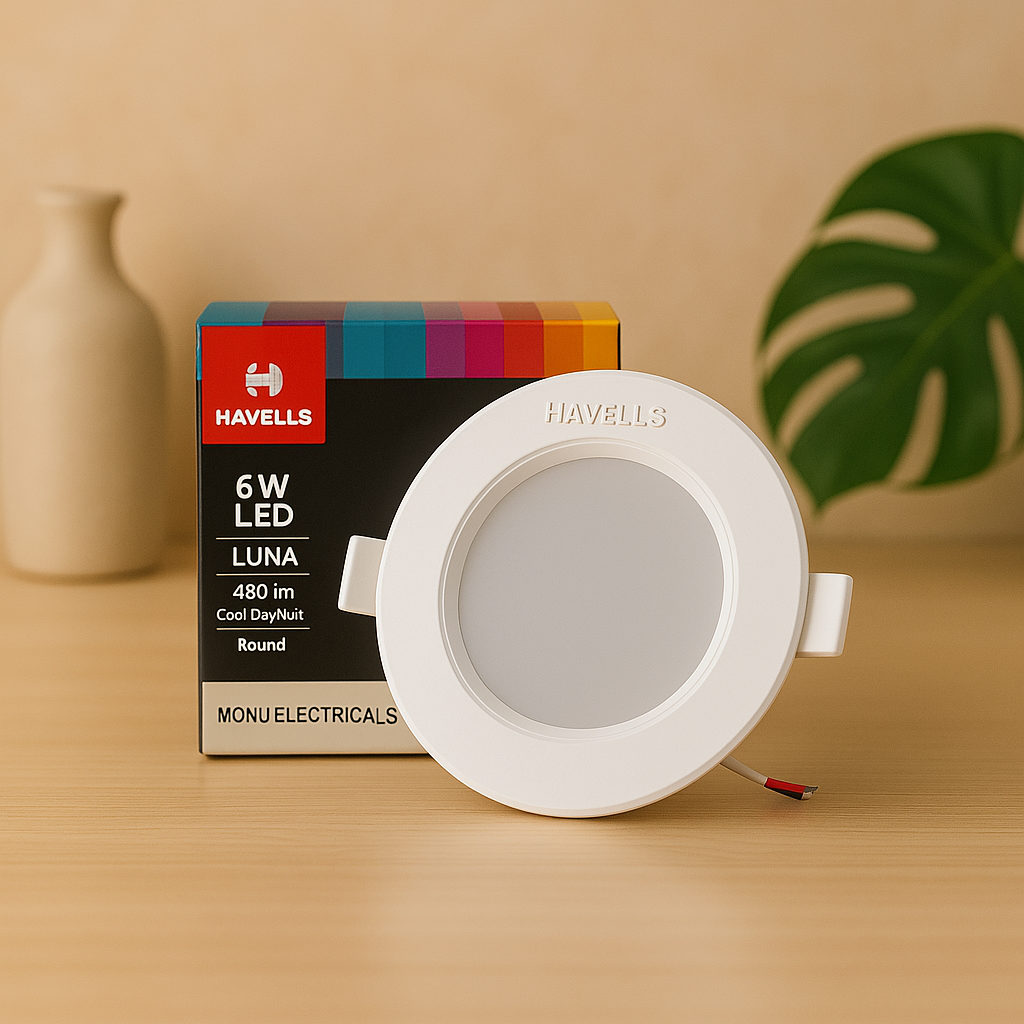 HAVELLS
6 W
LED
LUNA
480 im
Cool DayNuit
Round
MONU ELECTRICALS
HAVELLS